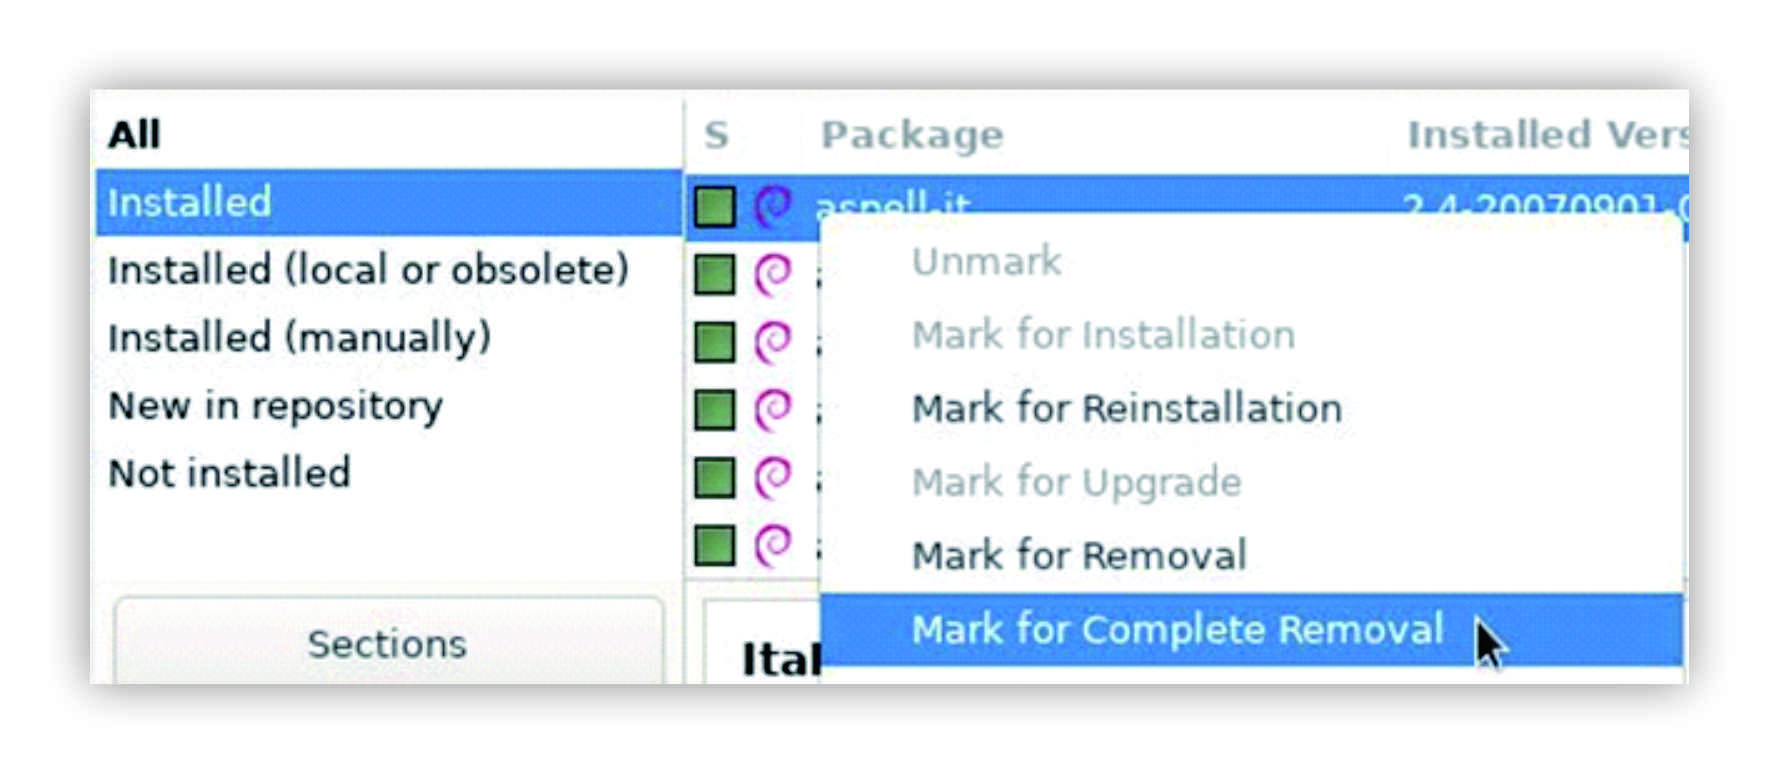 All
Installed
Installed (local or obsolete)
Installed (manually)
New in repository
Not installed
Sections
S Package Installed Vers
aspell-it 2.4-20070901-0
Unmark
Mark for Installation
Mark for Reinstallation
Mark for Upgrade
Mark for Removal
Mark for Complete Removal
Ital